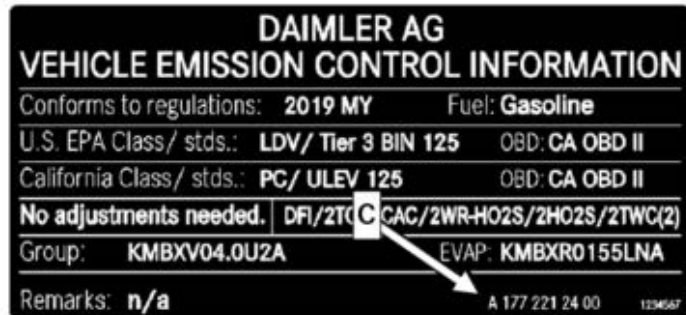 DAIMLER AG
VEHICLE EMISSION CONTROL INFORMATION
Conforms to regulations: 2019 MY Fuel: Gasoline
U.S. EPA Class/ stds.: LDV/ Tier 3 BIN 125 OBD: CA OBD II
California Class/ stds.: PC/ ULEV 125 OBD: CA OBD II
No adjustments needed. DFI/2TC C CAC/2WR-HO2S/2HO2S/2TWC(2)
Group: KMBXV04.0U2A EVAP: KMBXR0155LNA
Remarks: n/a A 177 221 24 00 1234567